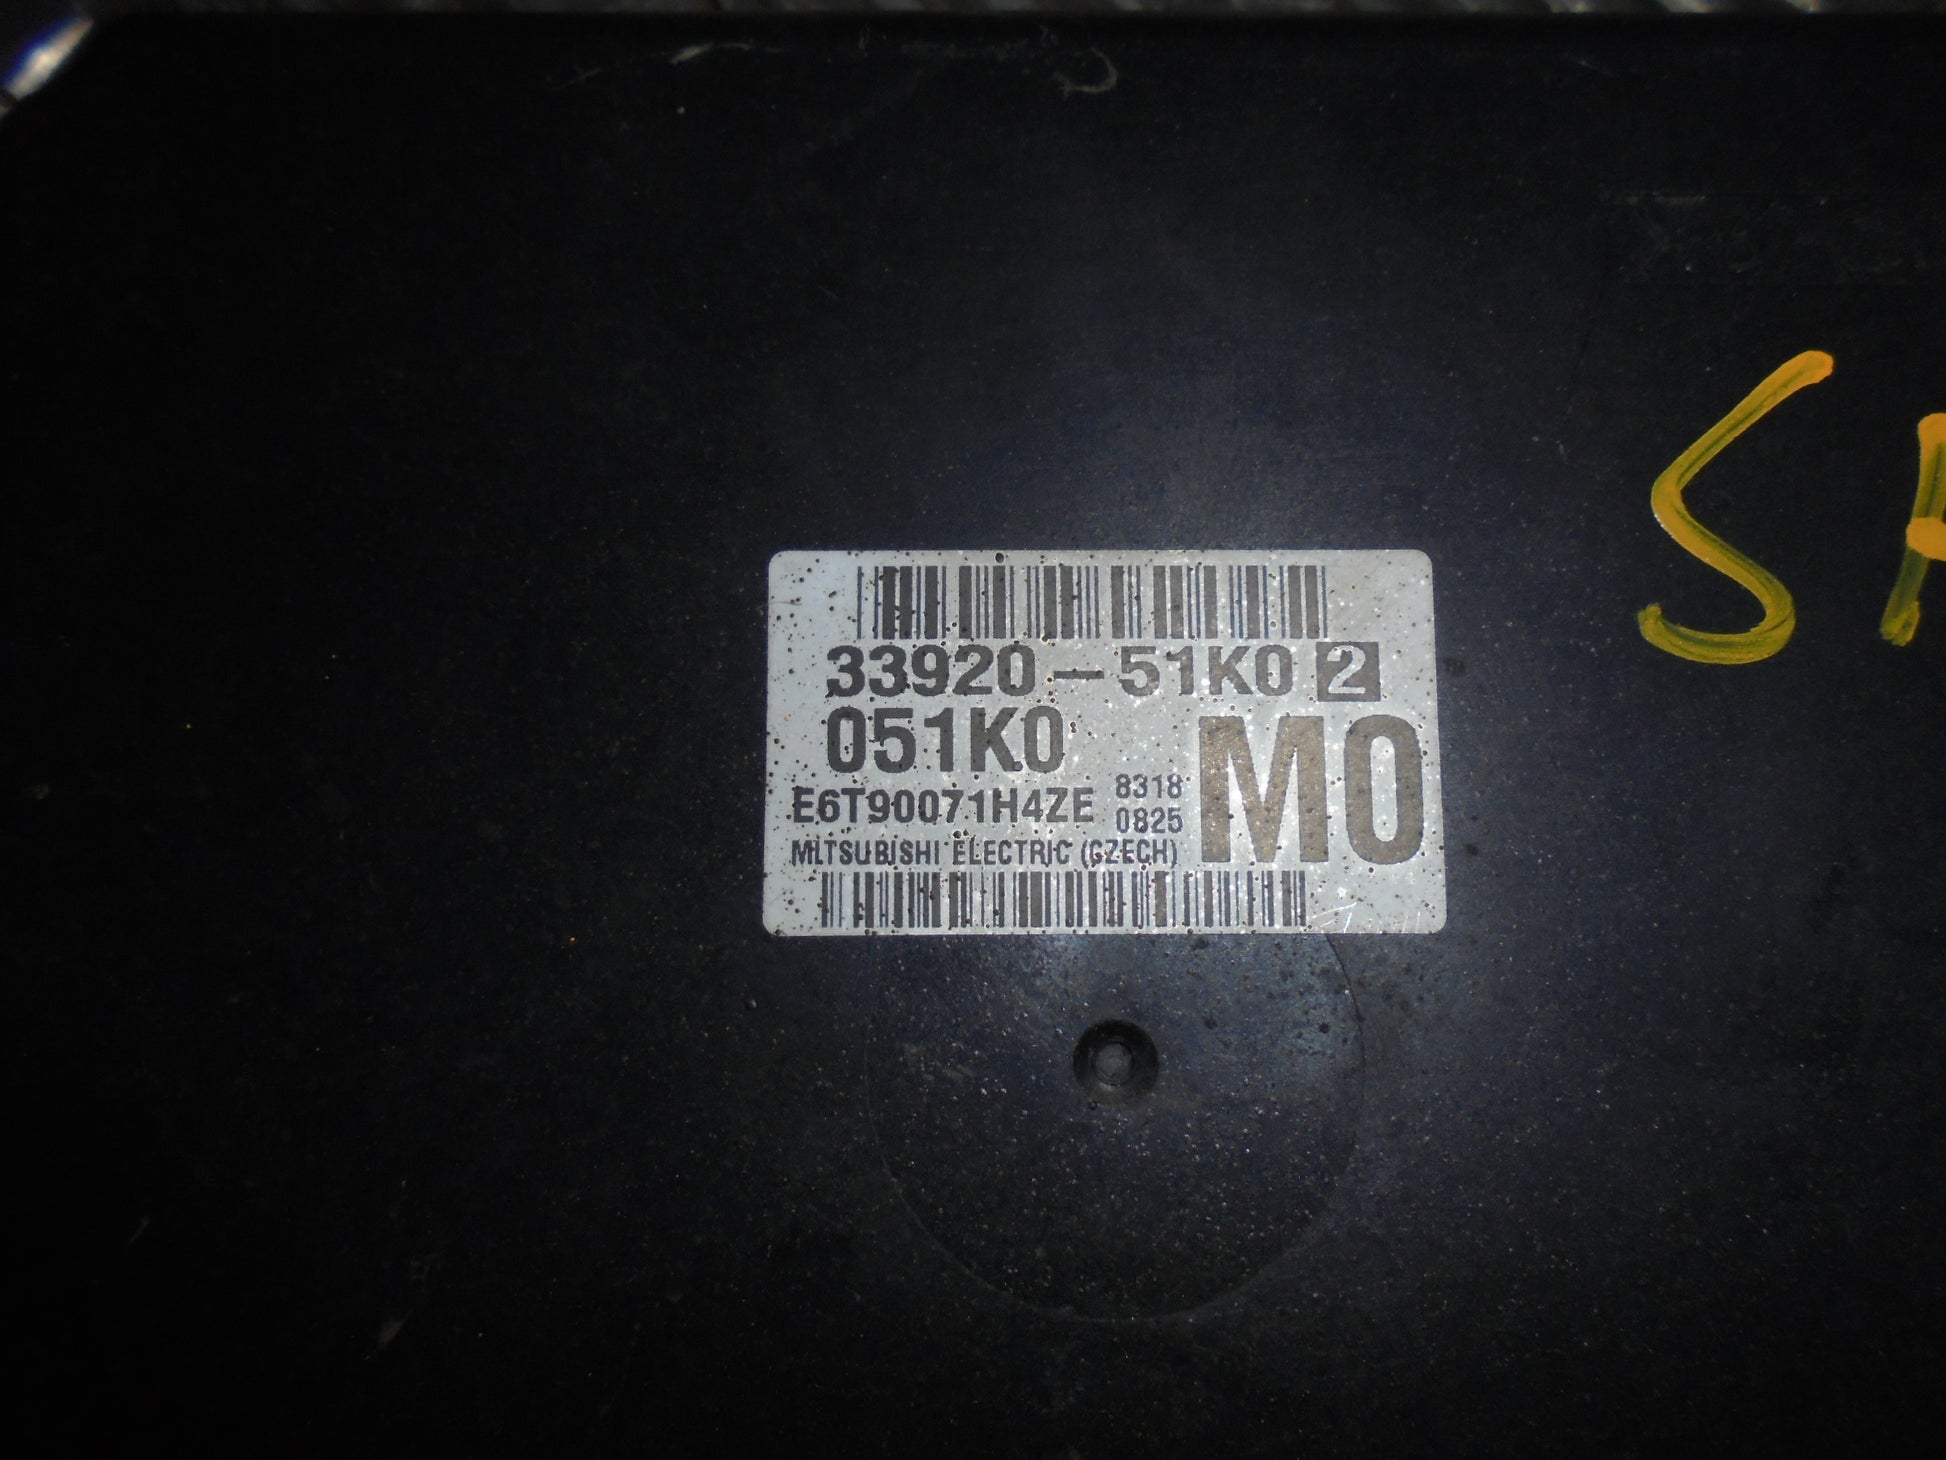 33920-51K0 2
051K0
E6T90071H4ZE
8318
0825
M0
MITSUBISHI ELECTRIC (CZECH)
S